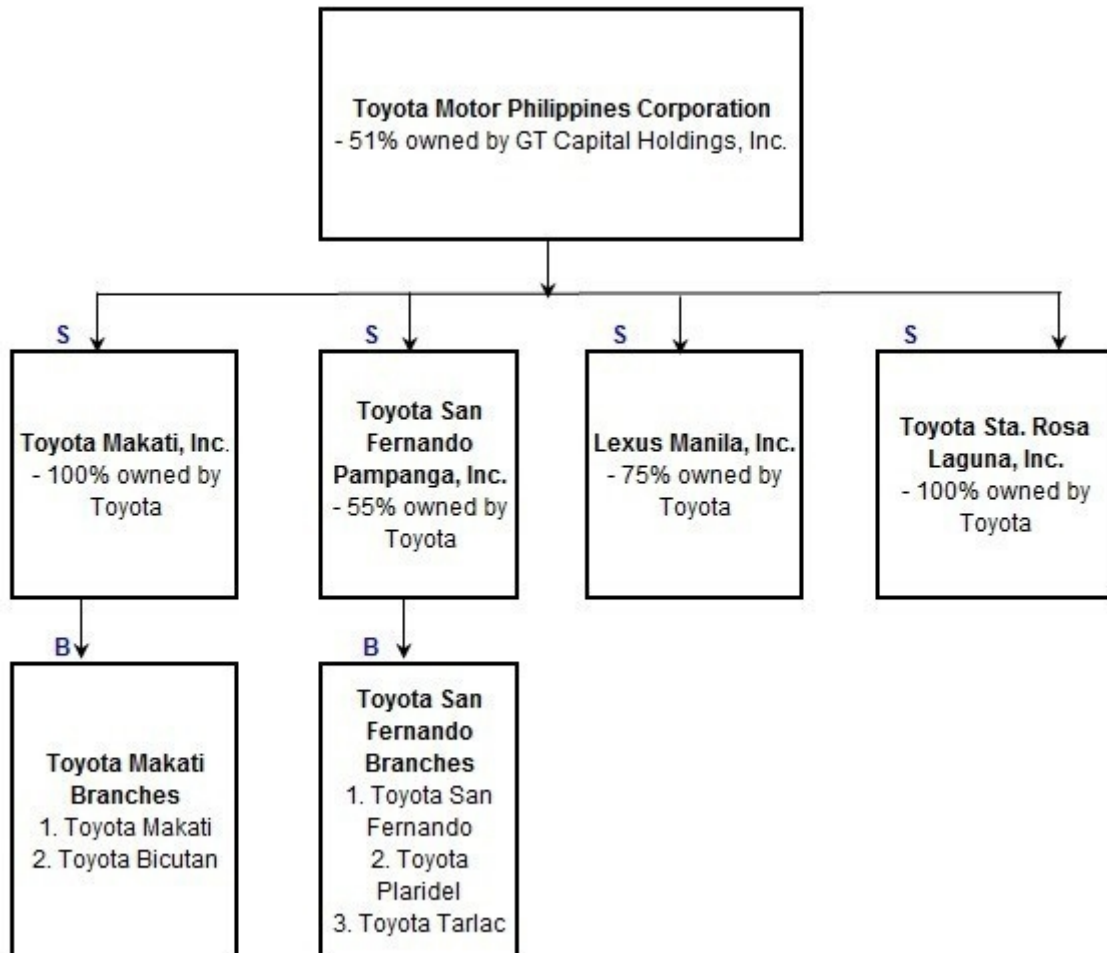 Toyota Motor Philippines Corporation
- 51% owned by GT Capital Holdings, Inc.
S
S
S
S
Toyota Makati, Inc.
- 100% owned by
Toyota
Toyota San
Fernando
Pampanga, Inc.
- 55% owned by
Toyota
Lexus Manila, Inc.
- 75% owned by
Toyota
Toyota Sta. Rosa
Laguna, Inc.
- 100% owned by
Toyota
B
B
Toyota Makati
Branches
1. Toyota Makati
2. Toyota Bicutan
Toyota San
Fernando
Branches
1. Toyota San
Fernando
2. Toyota
Plaridel
3. Toyota Tarlac